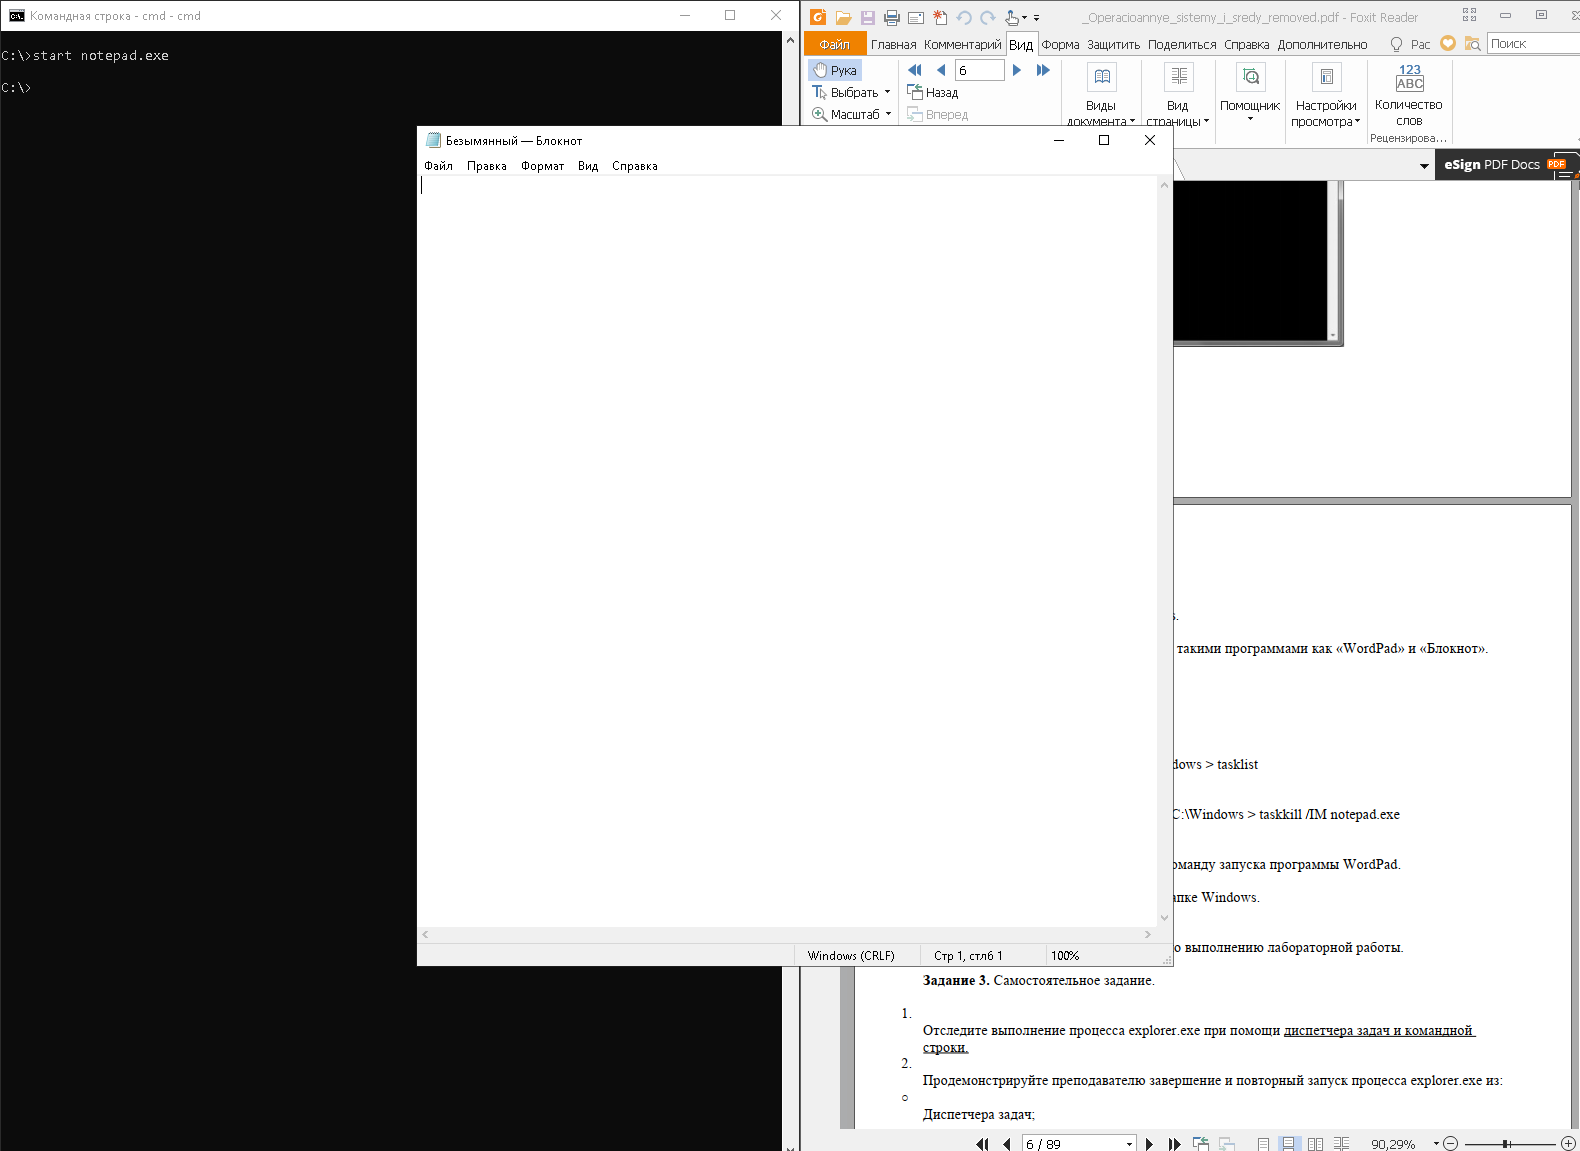 Командная строка - cmd - cmd
C:\>start notepad.exe
C:\>
_Operacioannye_sistemy_i_sredy_removed.pdf - Foxit Reader
Файл Главная Комментарий Вид Форма Защитить Поделиться Справка Дополнительно Рас Поиск
Рука
Выбрать
Масштаб
6
Назад
Вперед
Виды документа
Вид страницы
Помощник
Настройки просмотра
123
ABC
Количество слов
Рецензирова...
eSign PDF Docs
PDF
Безымянный — Блокнот
Файл Правка Формат Вид Справка
Windows (CRLF) Стр 1, стлб 1 100%
такими программами как «WordPad» и «Блокнот».
dows > tasklist
C:\Windows > taskkill /IM notepad.exe
оманду запуска программы WordPad.
апке Windows.
о выполнению лабораторной работы.
Задание 3. Самостоятельное задание.
1.
Отследите выполнение процесса explorer.exe при помощи диспетчера задач и командной
строки.
2.
Продемонстрируйте преподавателю завершение и повторный запуск процесса explorer.exe из:
Диспетчера задач;
6 / 89 90,29%